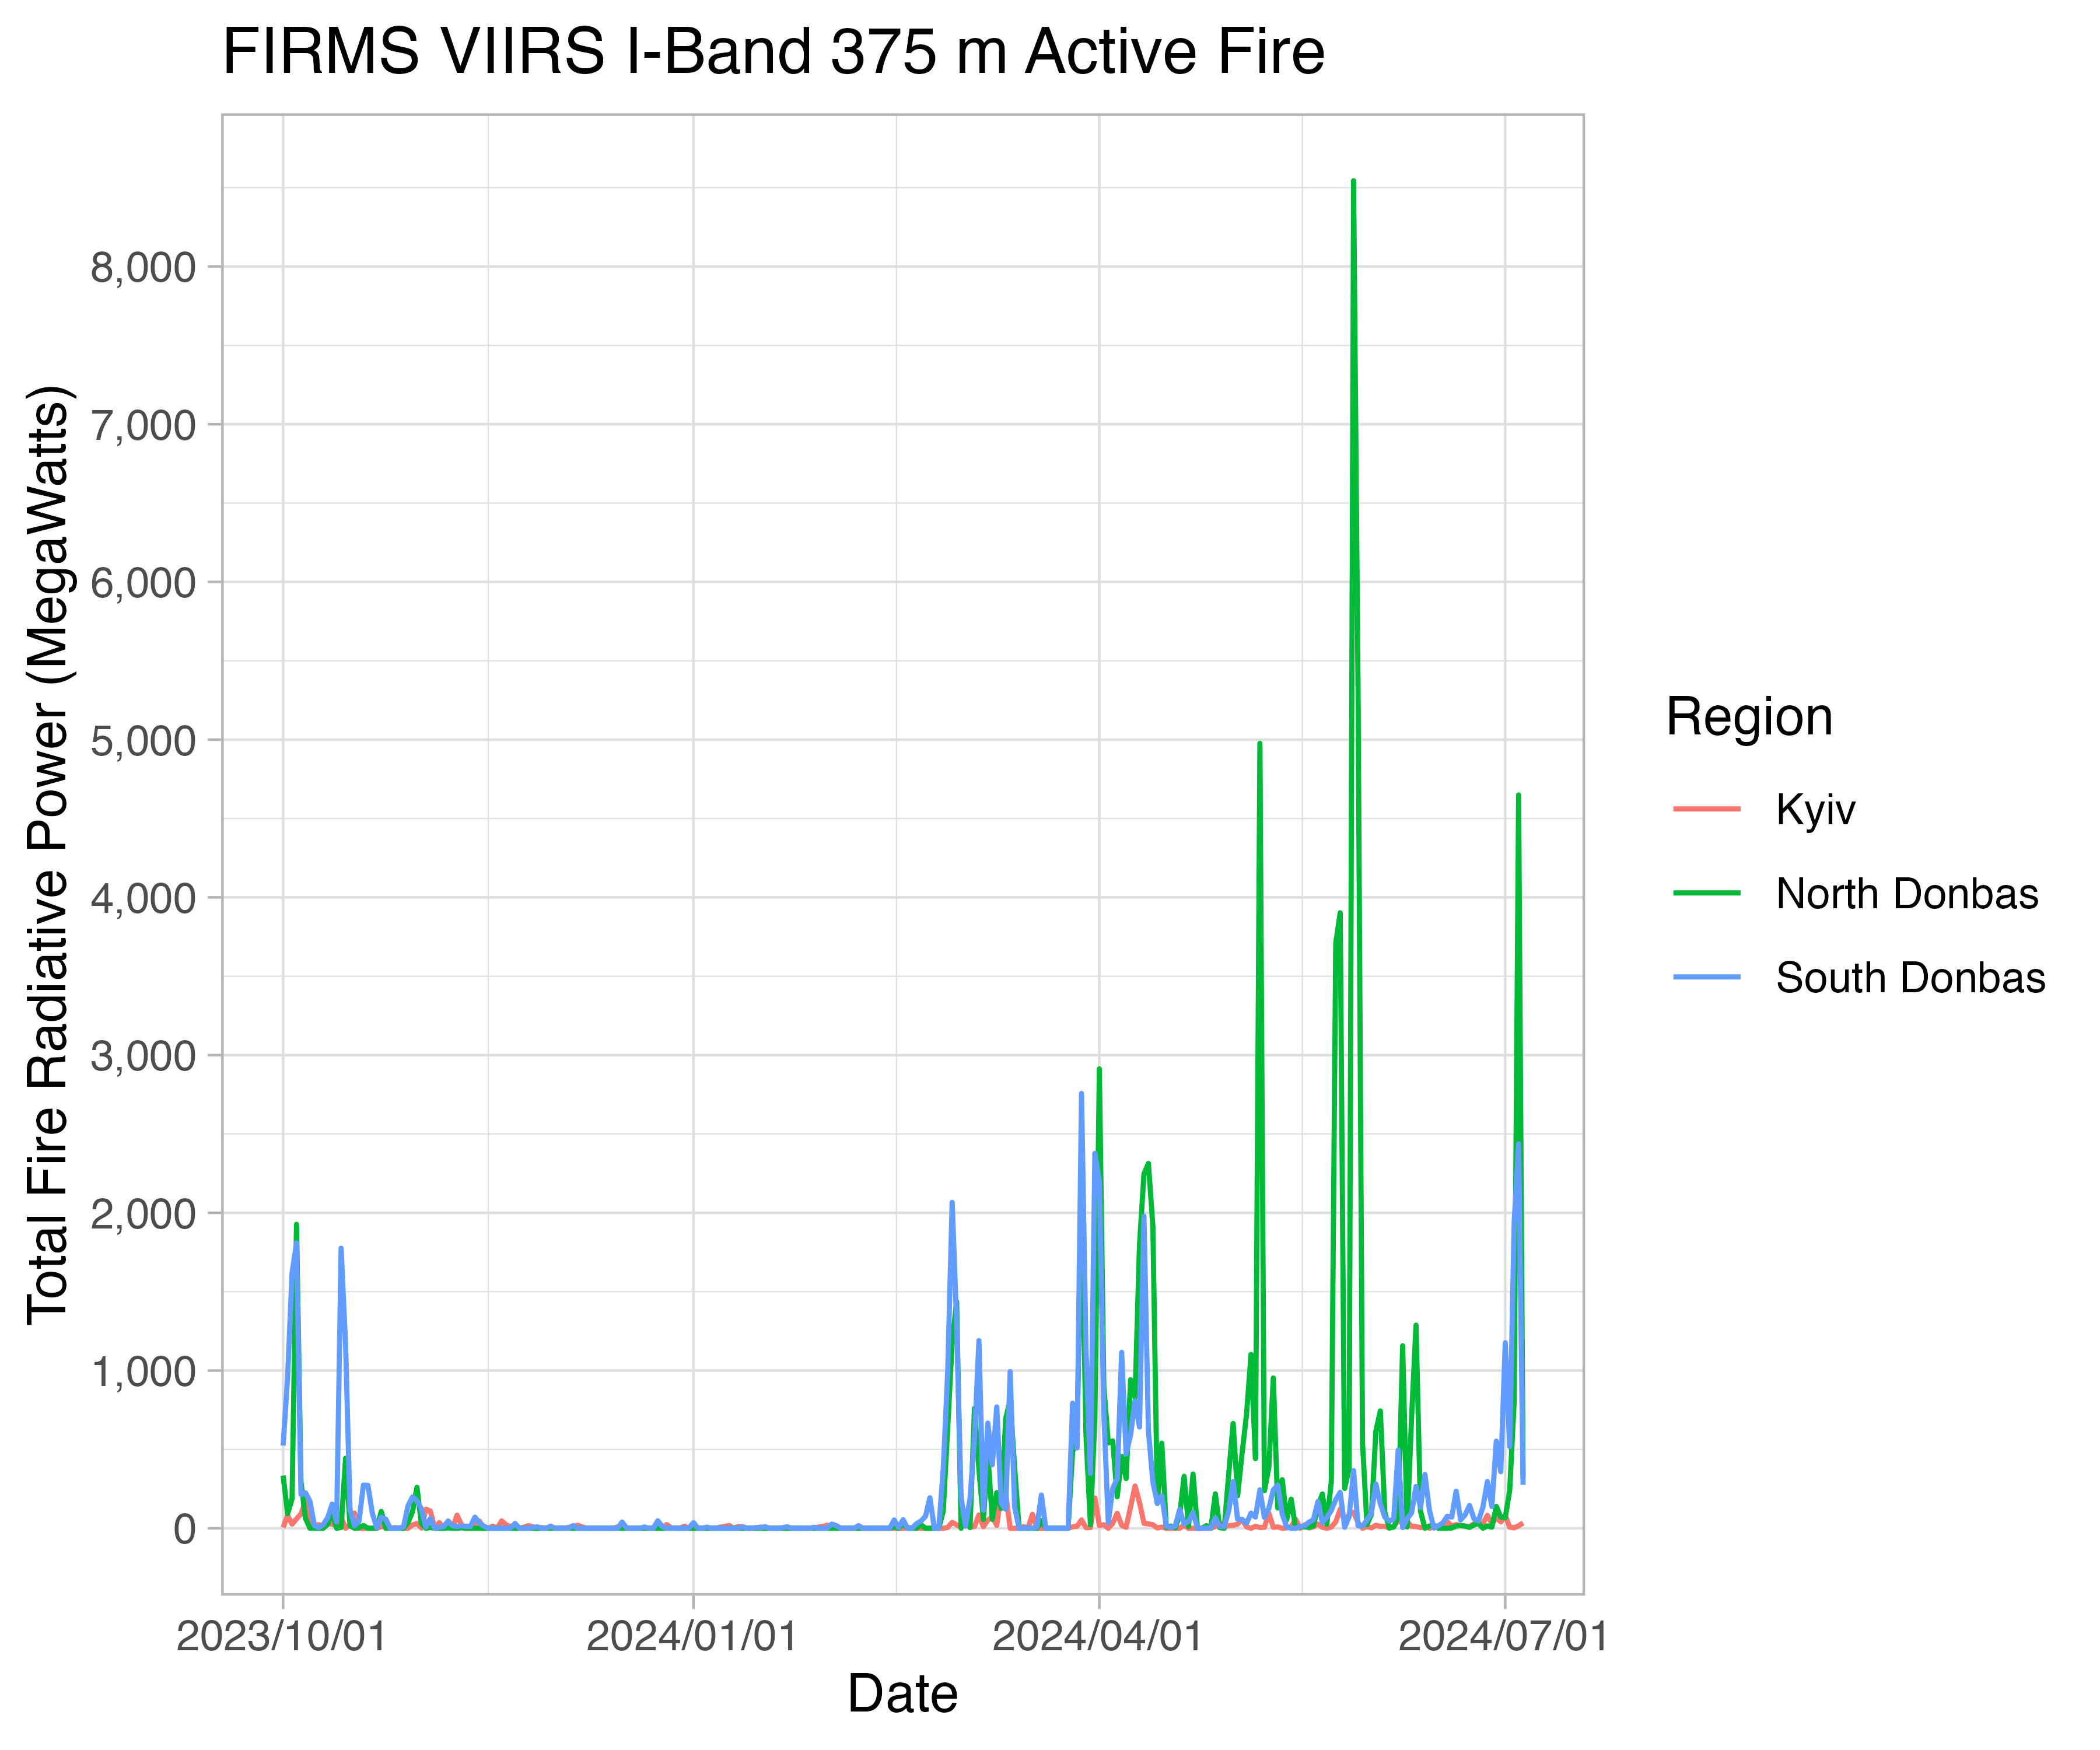 FIRMS VIIRS I-Band 375 m Active Fire
Total Fire Radiative Power (MegaWatts)
8,000
7,000
6,000
5,000
4,000
3,000
2,000
1,000
0
2023/10/01
2024/01/01
2024/04/01
2024/07/01
Date
Region
Kyiv
North Donbas
South Donbas